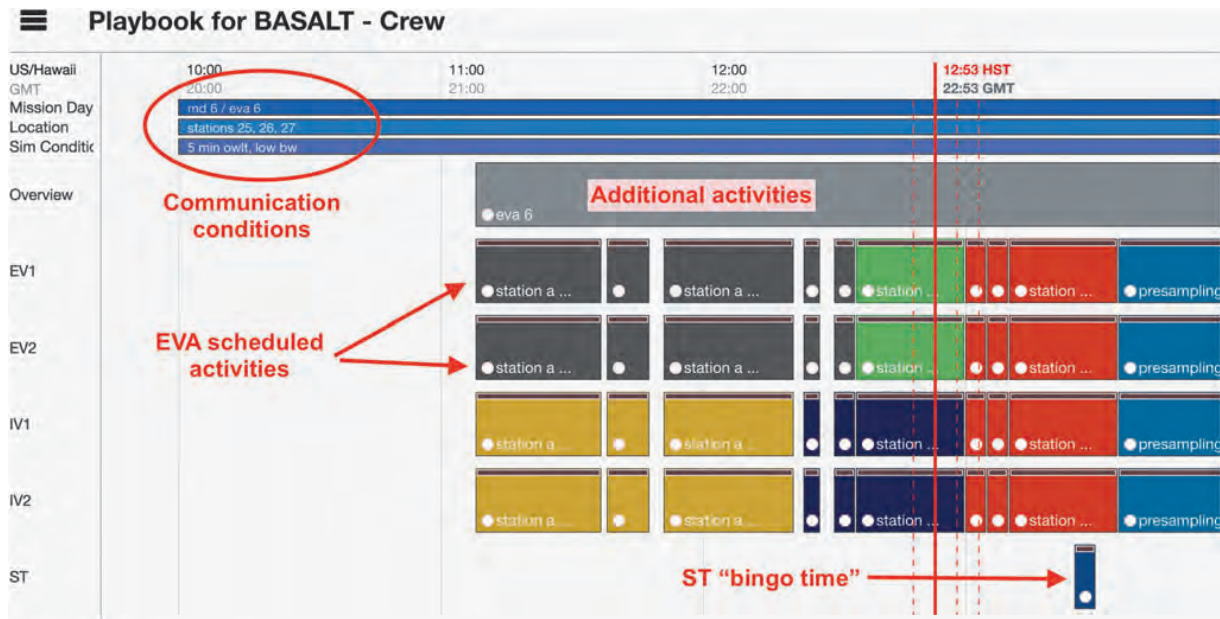 Playbook for BASALT - Crew
US/Hawaii 10:00 11:00 12:00 12:53 HST
GMT 20:00 21:00 22:00 22:53 GMT
Mission Day md 6 / eva 6
Location stations 25, 26, 27
Sim Conditic 5 min owlt, low bw
Overview
Communication conditions
Additional activities
eva 6
EV1
station a ... station a ... station ... station ... presampling
EVA scheduled activities
EV2
station a ... station a ... station ... station ... presampling
IV1
station a ... station a ... station ... station ... presampling
IV2
station a ... station a ... station ... station ... presampling
ST
ST “bingo time”